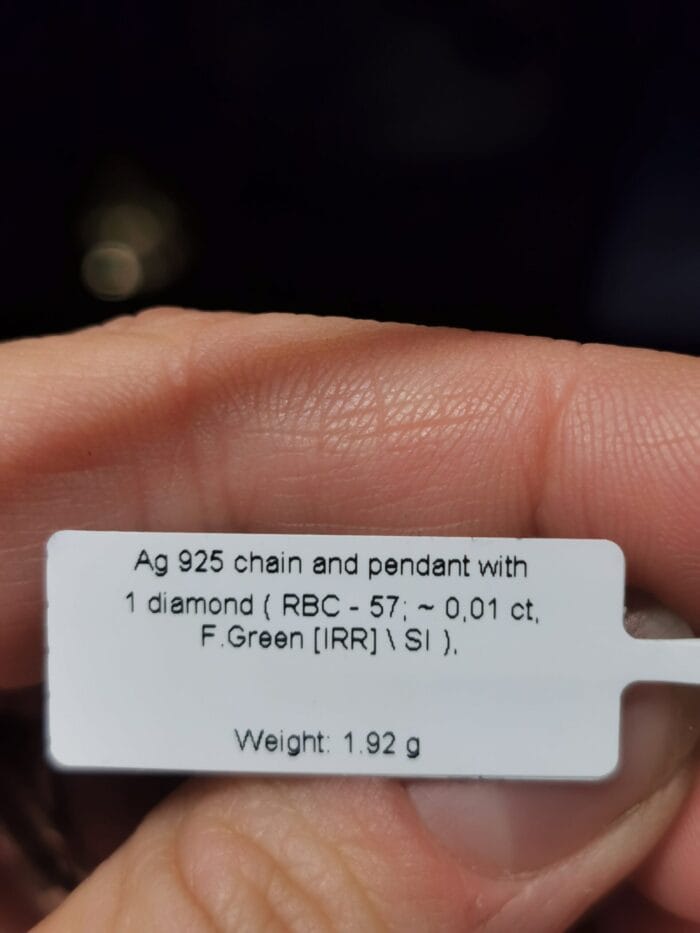 Ag 925 chain and pendant with
1 diamond ( RBC - 57; ~ 0,01 ct,
F.Green [IRR] \ SI ).
Weight: 1.92 g